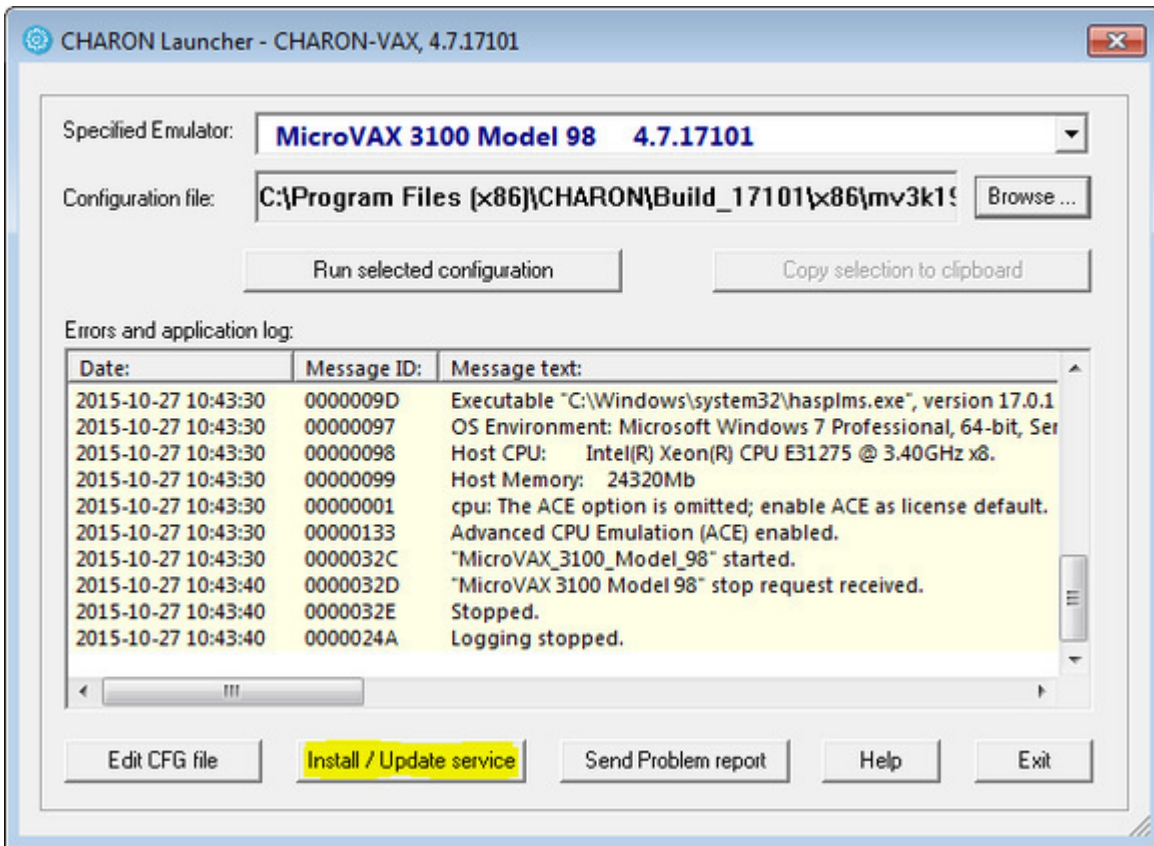 CHARON Launcher - CHARON-VAX, 4.7.17101
Specified Emulator: MicroVAX 3100 Model 98 4.7.17101
Configuration file: C:\Program Files (x86)\CHARON\Build_17101\x86\mv3k19 Browse ...
Run selected configuration Copy selection to clipboard
Errors and application log:
Date: Message ID: Message text:
2015-10-27 10:43:30 0000009D Executable "C:\Windows\system32\hasplms.exe", version 17.0.1
2015-10-27 10:43:30 00000097 OS Environment: Microsoft Windows 7 Professional, 64-bit, Ser
2015-10-27 10:43:30 00000098 Host CPU: Intel(R) Xeon(R) CPU E31275 @ 3.40GHz x8.
2015-10-27 10:43:30 00000099 Host Memory: 24320Mb
2015-10-27 10:43:30 00000001 cpu: The ACE option is omitted; enable ACE as license default.
2015-10-27 10:43:30 00000133 Advanced CPU Emulation (ACE) enabled.
2015-10-27 10:43:30 0000032C "MicroVAX_3100_Model_98" started.
2015-10-27 10:43:40 0000032D "MicroVAX 3100 Model 98" stop request received.
2015-10-27 10:43:40 0000032E Stopped.
2015-10-27 10:43:40 0000024A Logging stopped.
Edit CFG file Install / Update service Send Problem report Help Exit